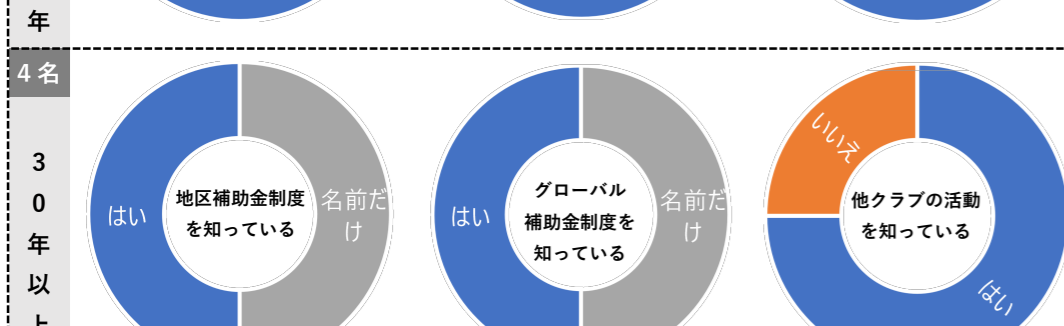 年
4名
30年以上
はい
地区補助金制度
を知っている
名前だ
け
はい
グローバル
補助金制度を
知っている
名前だ
け
いいえ
他クラブの活動
を知っている
はい